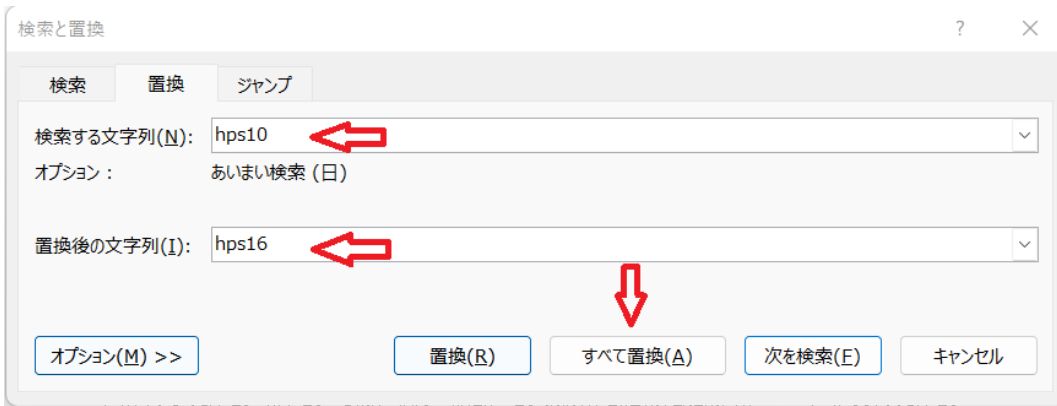 検索と置換 ?
検索 置換 ジャンプ
検索する文字列(N): hps10
オプション : あいまい検索 (日)
置換後の文字列(I): hps16
オプション(M) >> 置換(R) すべて置換(A) 次を検索(F) キャンセル